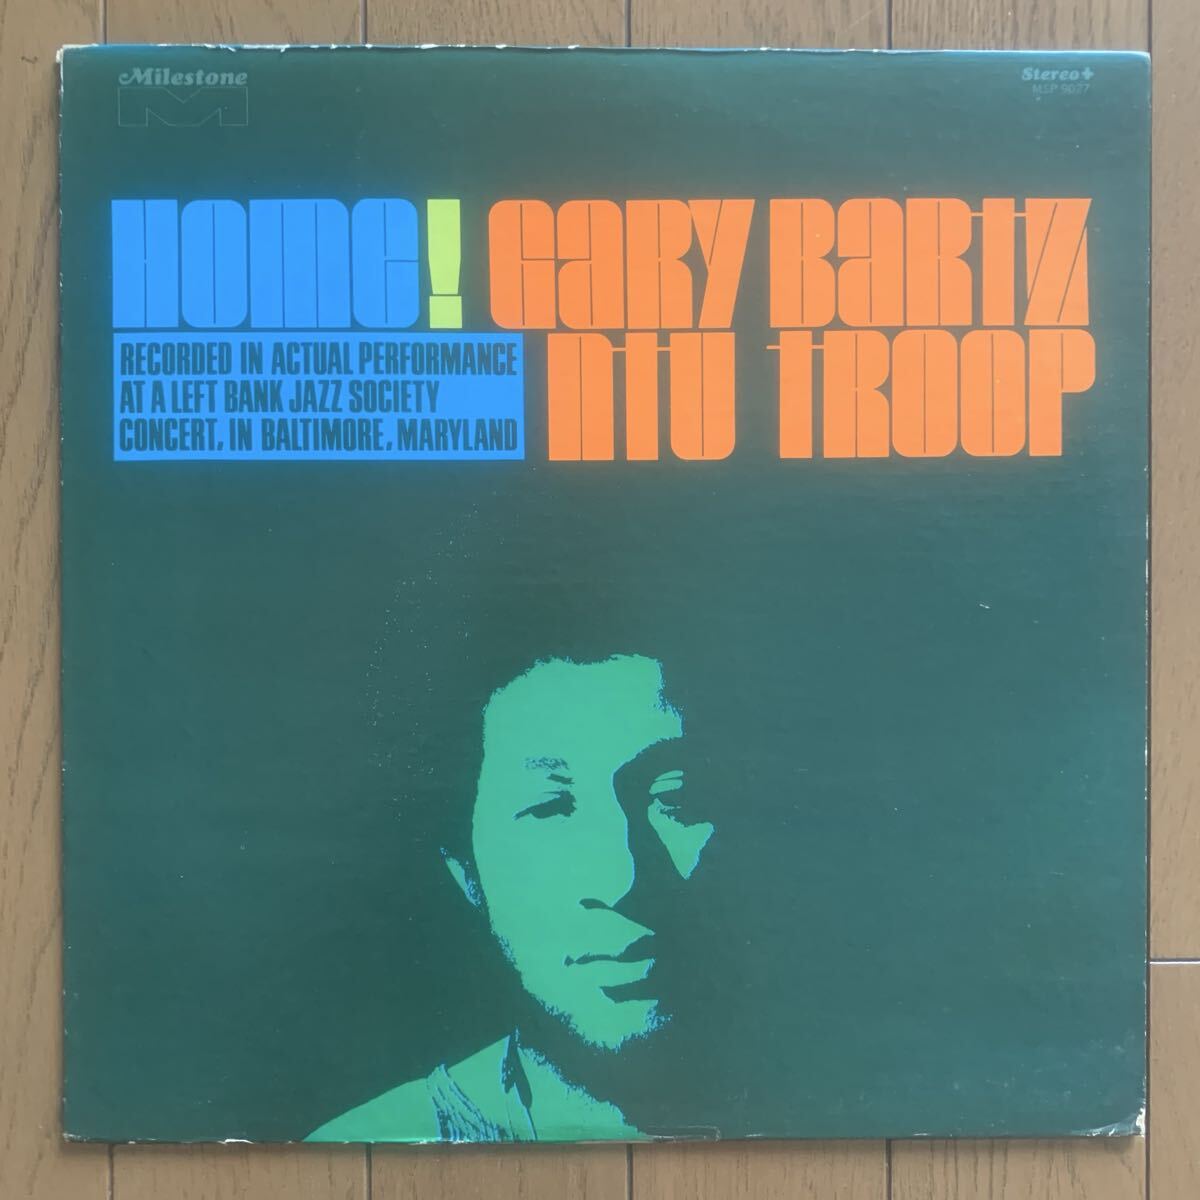 Milestone
Stereo+
MSP 9027
HOME! GARY BARTZ
NTU TROOP
RECORDED IN ACTUAL PERFORMANCE
AT A LEFT BANK JAZZ SOCIETY
CONCERT, IN BALTIMORE, MARYLAND